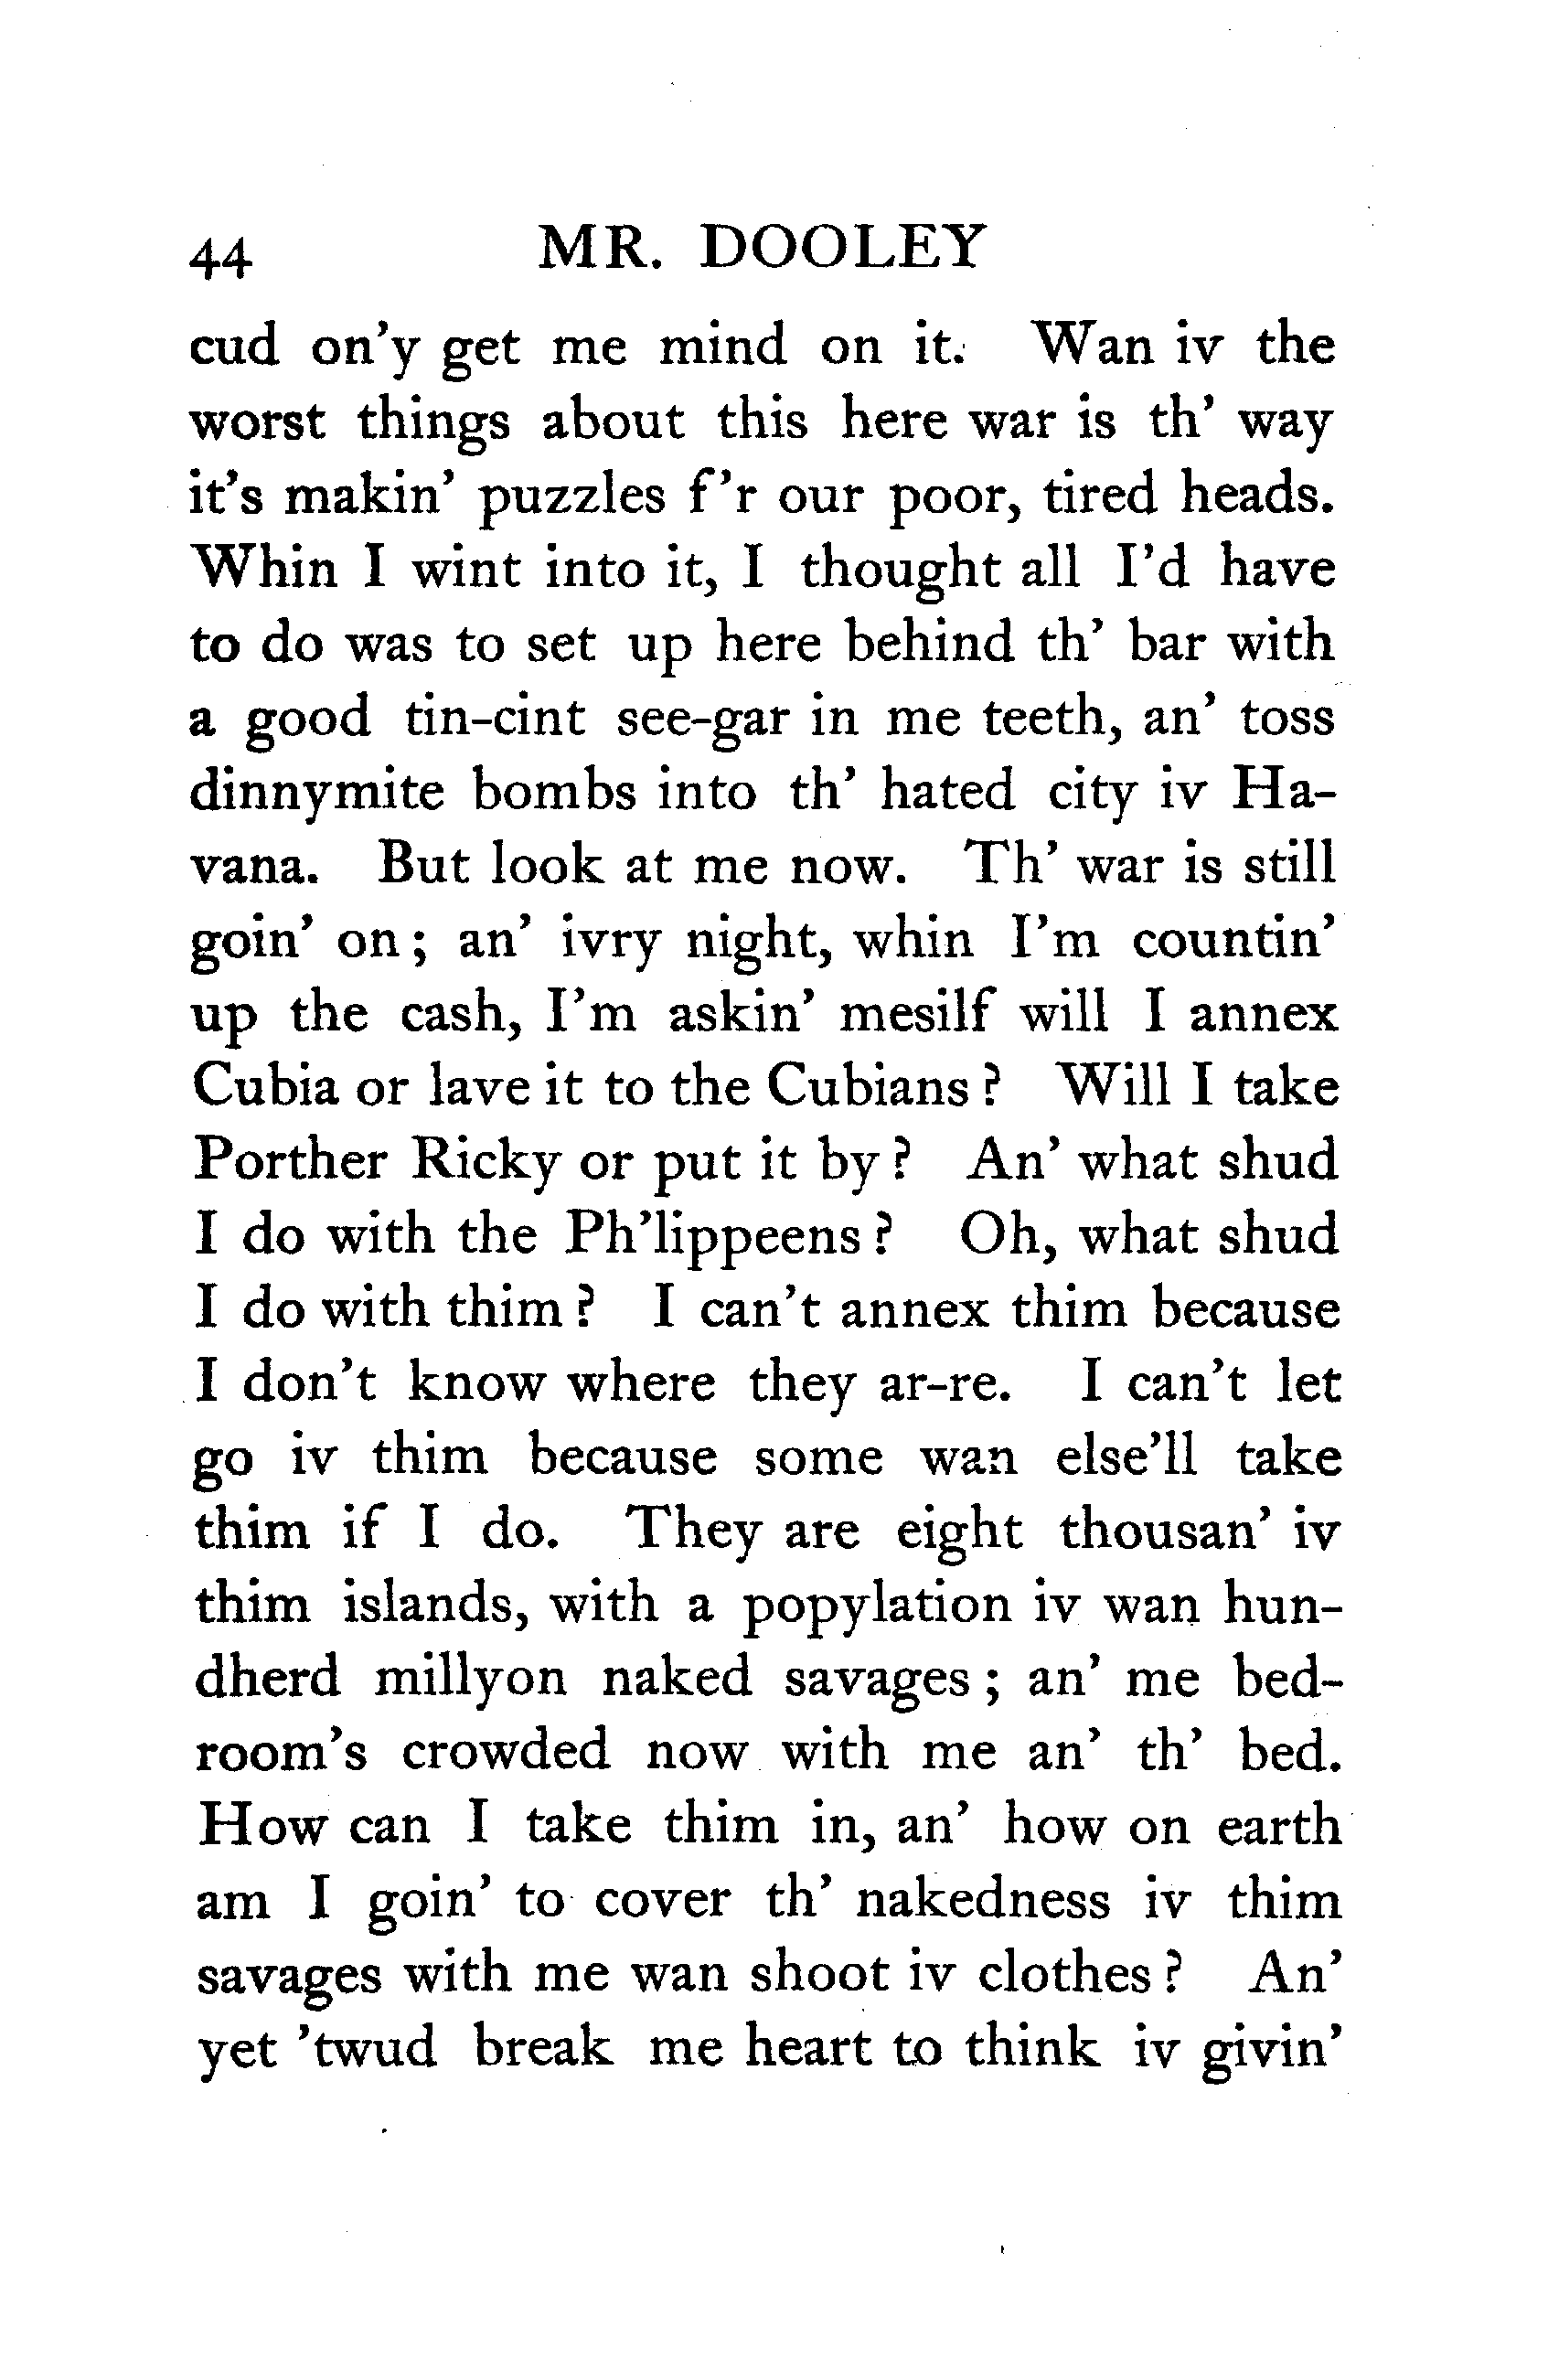 44 MR. DOOLEY
cud on'y get me mind on it. Wan iv the
worst things about this here war is th' way
it's makin' puzzles f'r our poor, tired heads.
Whin I wint into it, I thought all I'd have
to do was to set up here behind th' bar with
a good tin-cint see-gar in me teeth, an' toss
dinnymite bombs into th' hated city iv Ha-
vana. But look at me now. Th' war is still
goin' on; an' ivry night, whin I'm countin'
up the cash, I'm askin' mesilf will I annex
Cubia or lave it to the Cubians? Will I take
Porther Ricky or put it by? An' what shud
I do with the Ph'lippeens? Oh, what shud
I do with thim? I can't annex thim because
I don't know where they ar-re. I can't let
go iv thim because some wan else'll take
thim if I do. They are eight thousan' iv
thim islands, with a popylation iv wan hun-
dherd millyon naked savages; an' me bed-
room's crowded now with me an' th' bed.
How can I take thim in, an' how on earth
am I goin' to cover th' nakedness iv thim
savages with me wan shoot iv clothes? An'
yet 'twud break me heart to think iv givin'